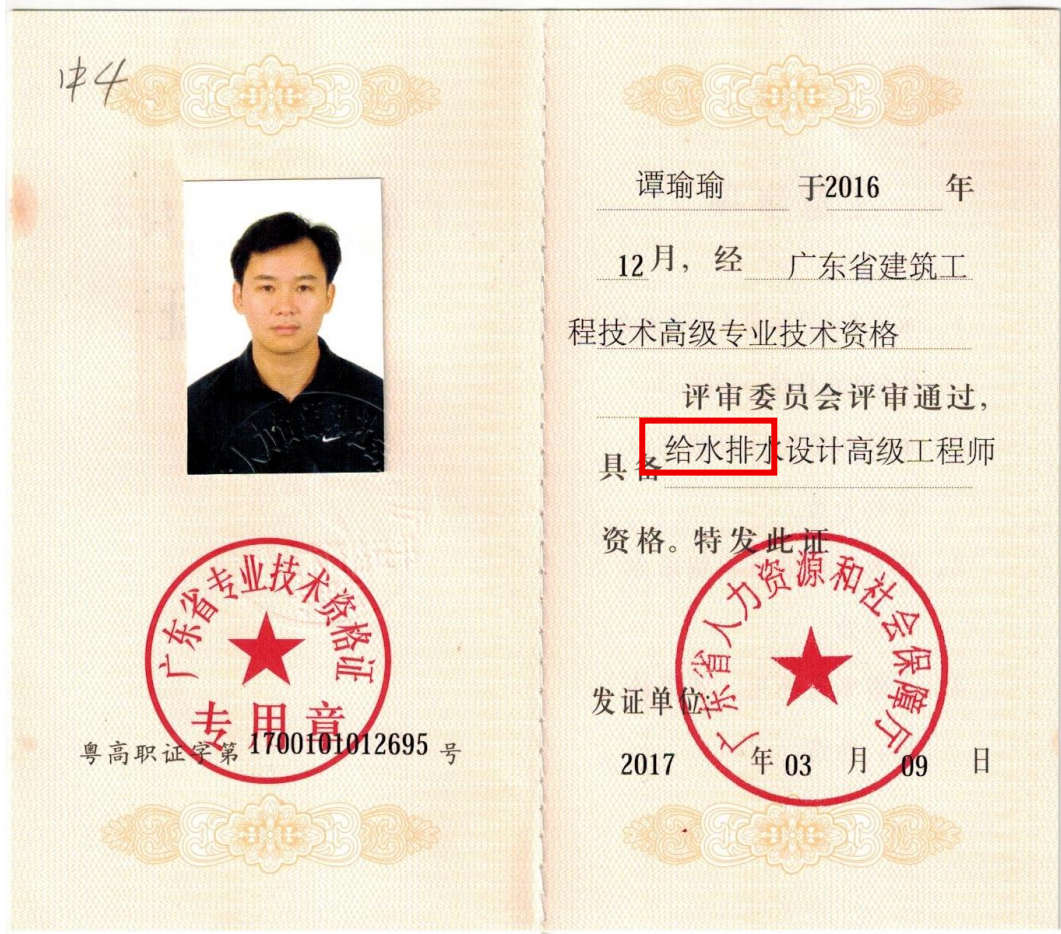 申4
广东省专业技术资格证
专用章
粤高职证字第 1700101012695 号
谭瑜瑜 于2016 年
12月，经 广东省建筑工
程技术高级专业技术资格
评审委员会评审通过，
具备 给水排水设计高级工程师
资格。特发此证
广东省人力资源和社会保障厅
发证单位:
2017 年 03 月 09 日